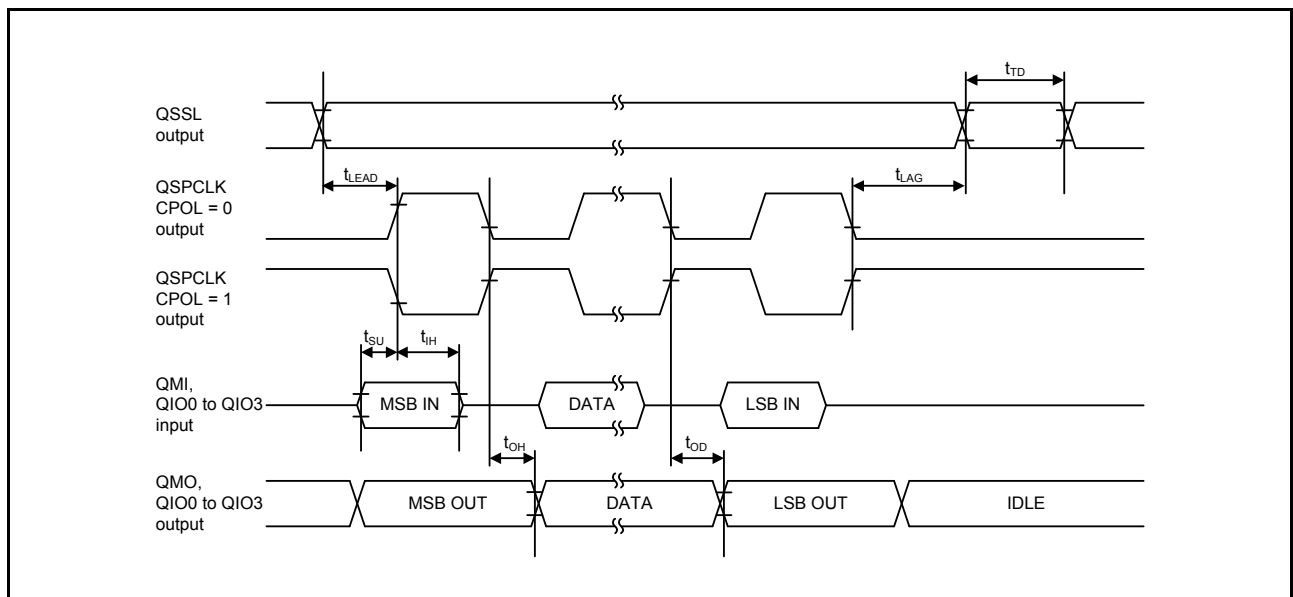 tTD
QSSL
output
tLEAD
tLAG
QSPCLK
CPOL = 0
output
QSPCLK
CPOL = 1
output
tSU
tIH
QMI,
QIO0 to QIO3
input
MSB IN
DATA
LSB IN
tOH
tOD
QMO,
QIO0 to QIO3
output
MSB OUT
DATA
LSB OUT
IDLE